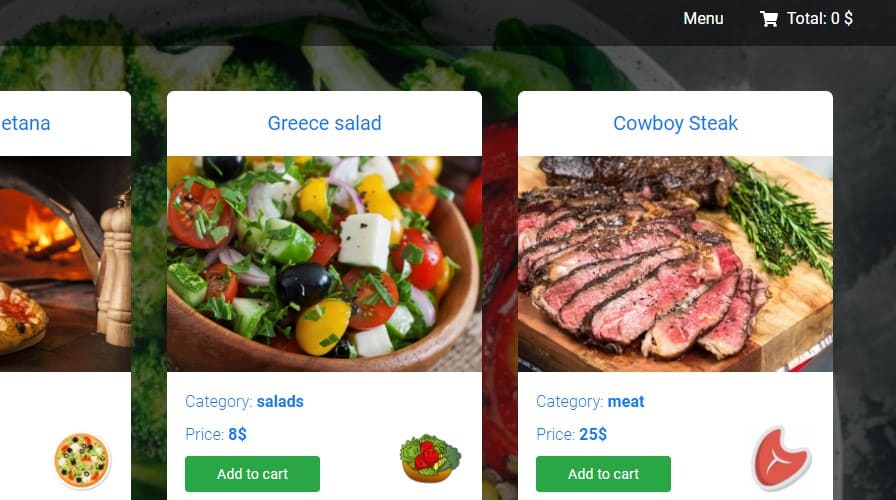 Menu
Total: 0 $
etana
Greece salad
Cowboy Steak
Category: salads
Price: 8$
Add to cart
Category: meat
Price: 25$
Add to cart